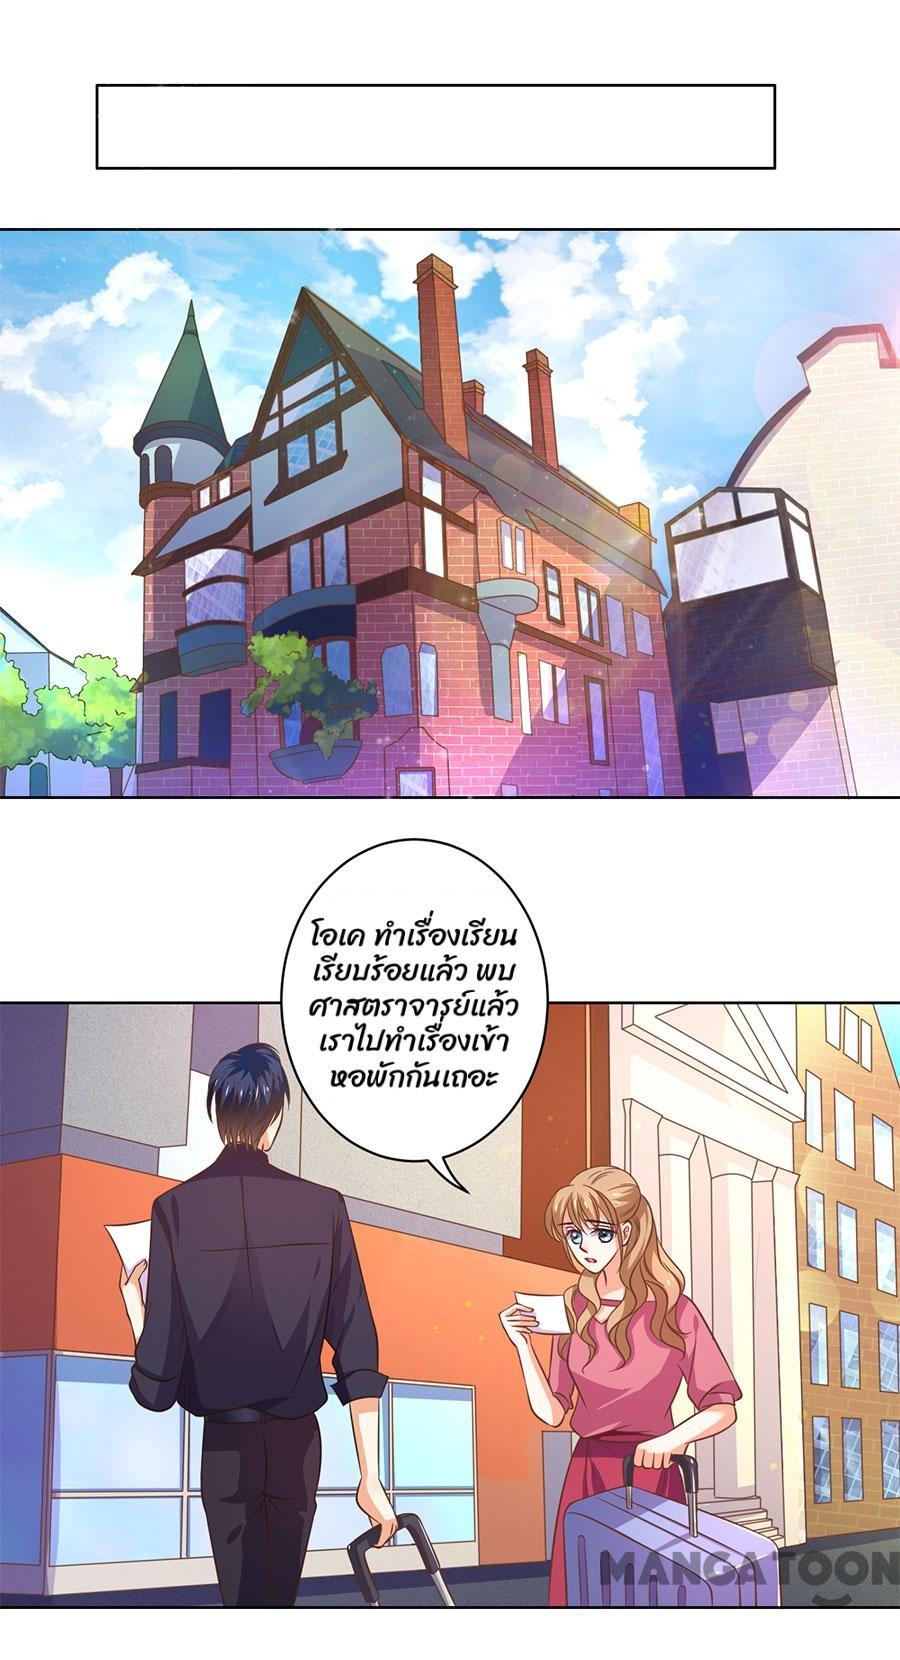 โอเค ทำเรื่องเรียน
เรียบร้อยแล้ว พบ
ศาสตราจารย์แล้ว
เราไปทำเรื่องเข้า
หอพักกันเถอะ
MANGATOON